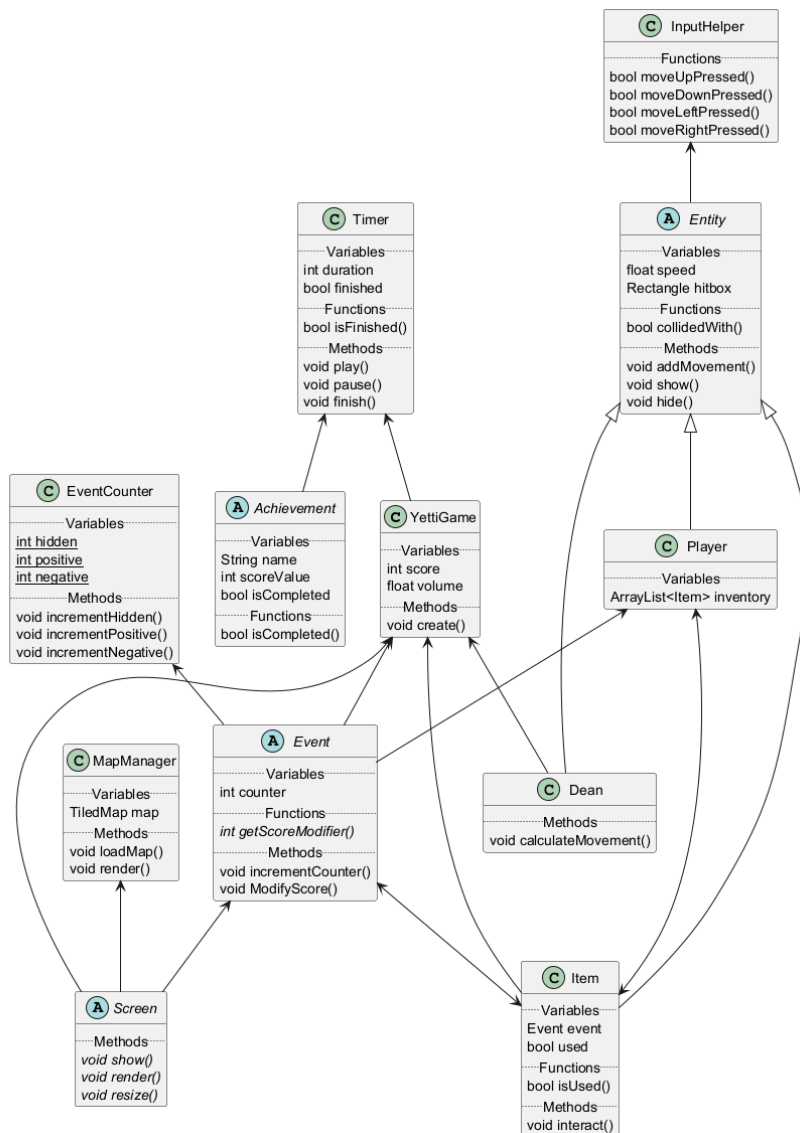 C InputHelper
Functions
bool moveUpPressed()
bool moveDownPressed()
bool moveLeftPressed()
bool moveRightPressed()
C Timer
Variables
int duration
bool finished
Functions
bool isFinished()
Methods
void play()
void pause()
void finish()
A Entity
Variables
float speed
Rectangle hitbox
Functions
bool collidedWith()
Methods
void addMovement()
void show()
void hide()
C EventCounter
Variables
int hidden
int positive
int negative
Methods
void incrementHidden()
void incrementPositive()
void incrementNegative()
A Achievement
Variables
String name
int scoreValue
bool isCompleted
Functions
bool isCompleted()
C YettiGame
Variables
int score
float volume
Methods
void create()
C Player
Variables
ArrayList<Item> inventory
C MapManager
Variables
TiledMap map
Methods
void loadMap()
void render()
A Event
Variables
int counter
Functions
int getScoreModifier()
Methods
void incrementCounter()
void ModifyScore()
C Dean
Methods
void calculateMovement()
A Screen
Methods
void show()
void render()
void resize()
C Item
Variables
Event event
bool used
Functions
bool isUsed()
Methods
void interact()